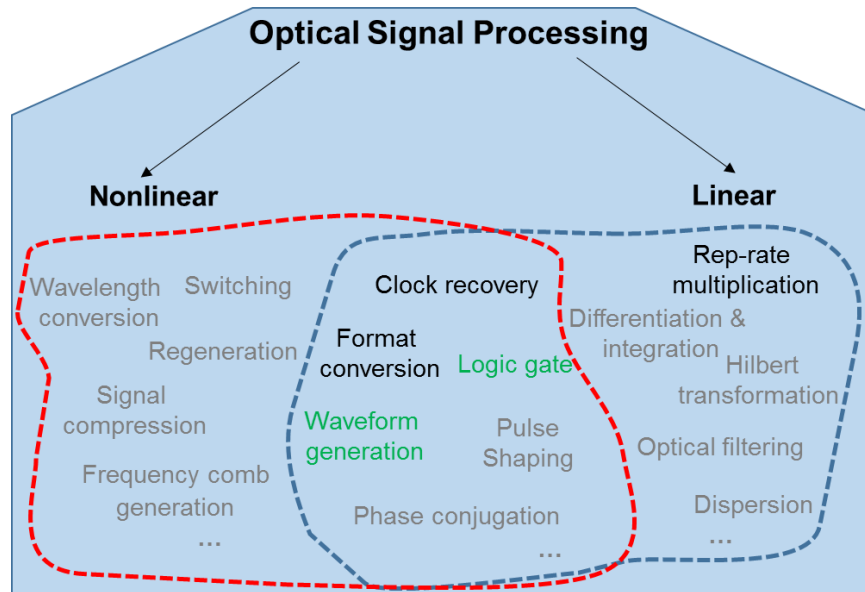 Optical Signal Processing
Nonlinear
Linear
Wavelength
conversion
Switching
Regeneration
Signal
compression
Frequency comb
generation
...
Clock recovery
Format
conversion
Logic gate
Waveform
generation
Pulse
Shaping
Phase conjugation
...
Rep-rate
multiplication
Differentiation &
integration
Hilbert
transformation
Optical filtering
Dispersion
...